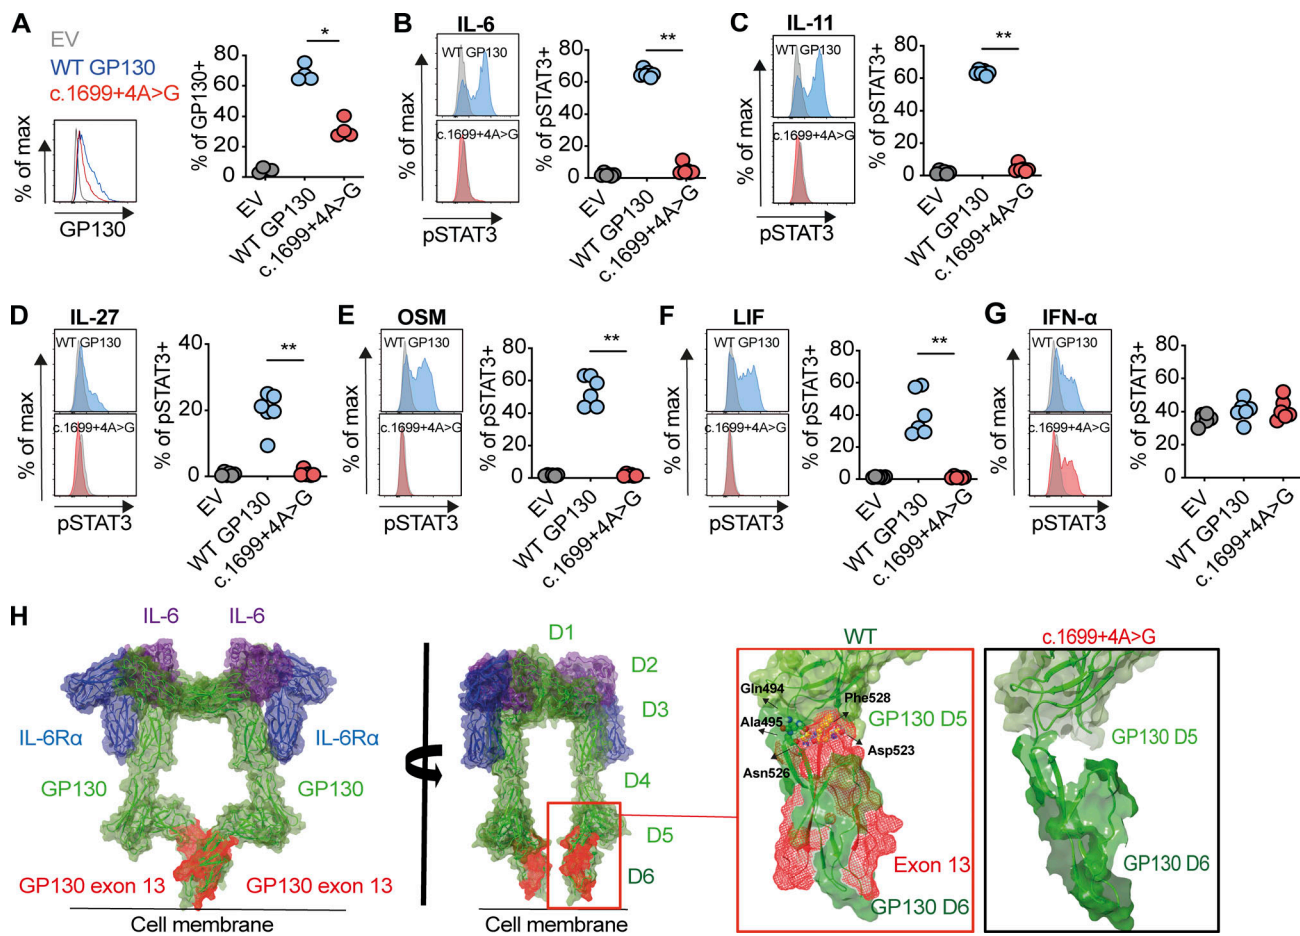 A
EV
WT GP130
c.1699+4A>G
% of max
GP130
% of GP130+
80
60
40
20
0
*
EV
WT GP130
c.1699+4A>G
B
IL-6
WT GP130
c.1699+4A>G
% of max
pSTAT3
% of pSTAT3+
80
60
40
20
0
**
EV
WT GP130
c.1699+4A>G
C
IL-11
WT GP130
c.1699+4A>G
% of max
pSTAT3
% of pSTAT3+
80
60
40
20
0
**
EV
WT GP130
c.1699+4A>G
D
IL-27
WT GP130
c.1699+4A>G
% of max
pSTAT3
% of pSTAT3+
40
20
0
**
EV
WT GP130
c.1699+4A>G
E
OSM
WT GP130
c.1699+4A>G
% of max
pSTAT3
% of pSTAT3+
80
60
40
20
0
**
EV
WT GP130
c.1699+4A>G
F
LIF
WT GP130
c.1699+4A>G
% of max
pSTAT3
% of pSTAT3+
80
60
40
20
0
**
EV
WT GP130
c.1699+4A>G
G
IFN-α
WT GP130
c.1699+4A>G
% of max
pSTAT3
% of pSTAT3+
80
60
40
20
0
EV
WT GP130
c.1699+4A>G
H
IL-6 IL-6
IL-6Rα IL-6Rα
GP130 GP130
GP130 exon 13 GP130 exon 13
Cell membrane
D1
D2
D3
D4
D5
D6
Cell membrane
WT
Gln494
Phe528
Ala495
GP130 D5
Asp523
Asn526
Exon 13
GP130 D6
c.1699+4A>G
GP130 D5
GP130 D6